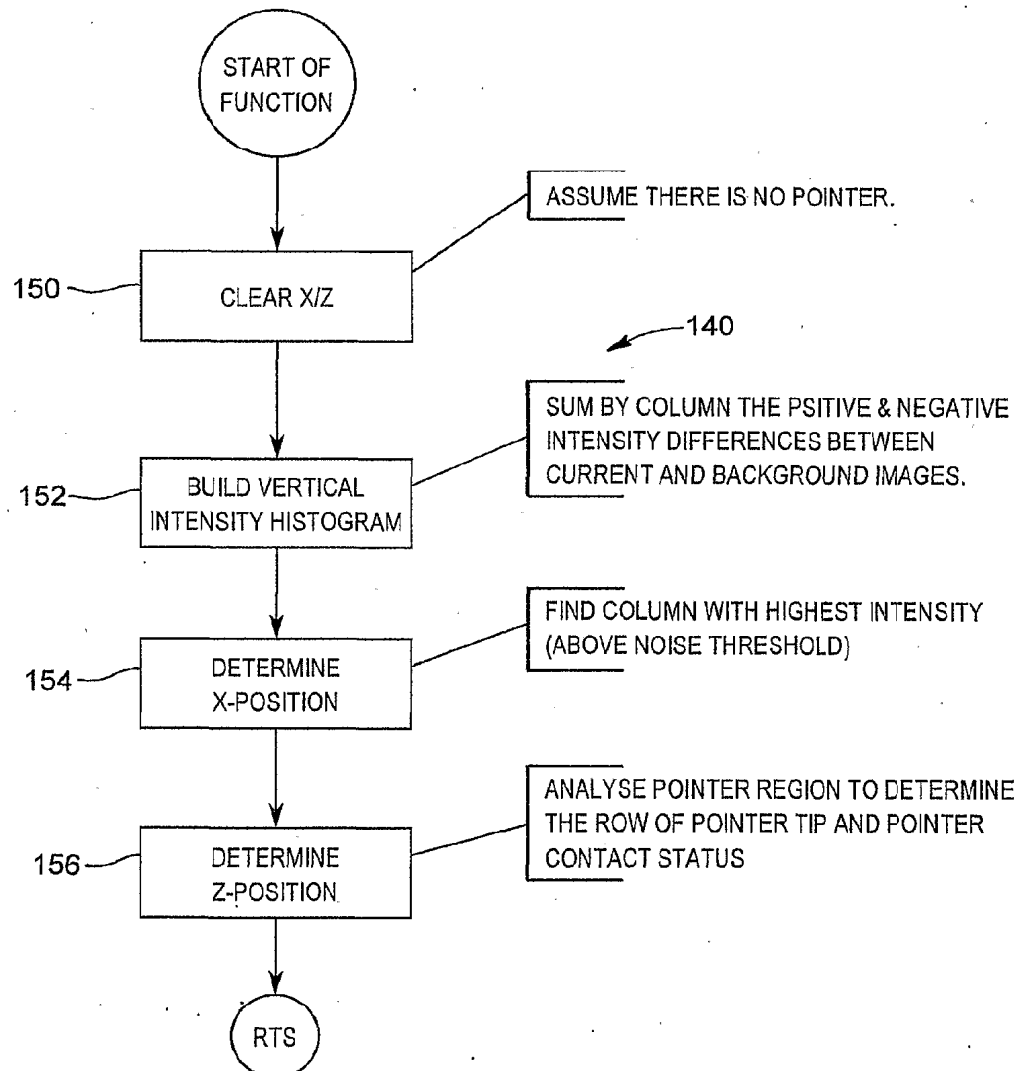 START OF
FUNCTION
ASSUME THERE IS NO POINTER.
150
CLEAR X/Z
140
SUM BY COLUMN THE PSITIVE & NEGATIVE
INTENSITY DIFFERENCES BETWEEN
CURRENT AND BACKGROUND IMAGES.
152
BUILD VERTICAL
INTENSITY HISTOGRAM
FIND COLUMN WITH HIGHEST INTENSITY
(ABOVE NOISE THRESHOLD)
154
DETERMINE
X-POSITION
ANALYSE POINTER REGION TO DETERMINE
THE ROW OF POINTER TIP AND POINTER
CONTACT STATUS
156
DETERMINE
Z-POSITION
RTS